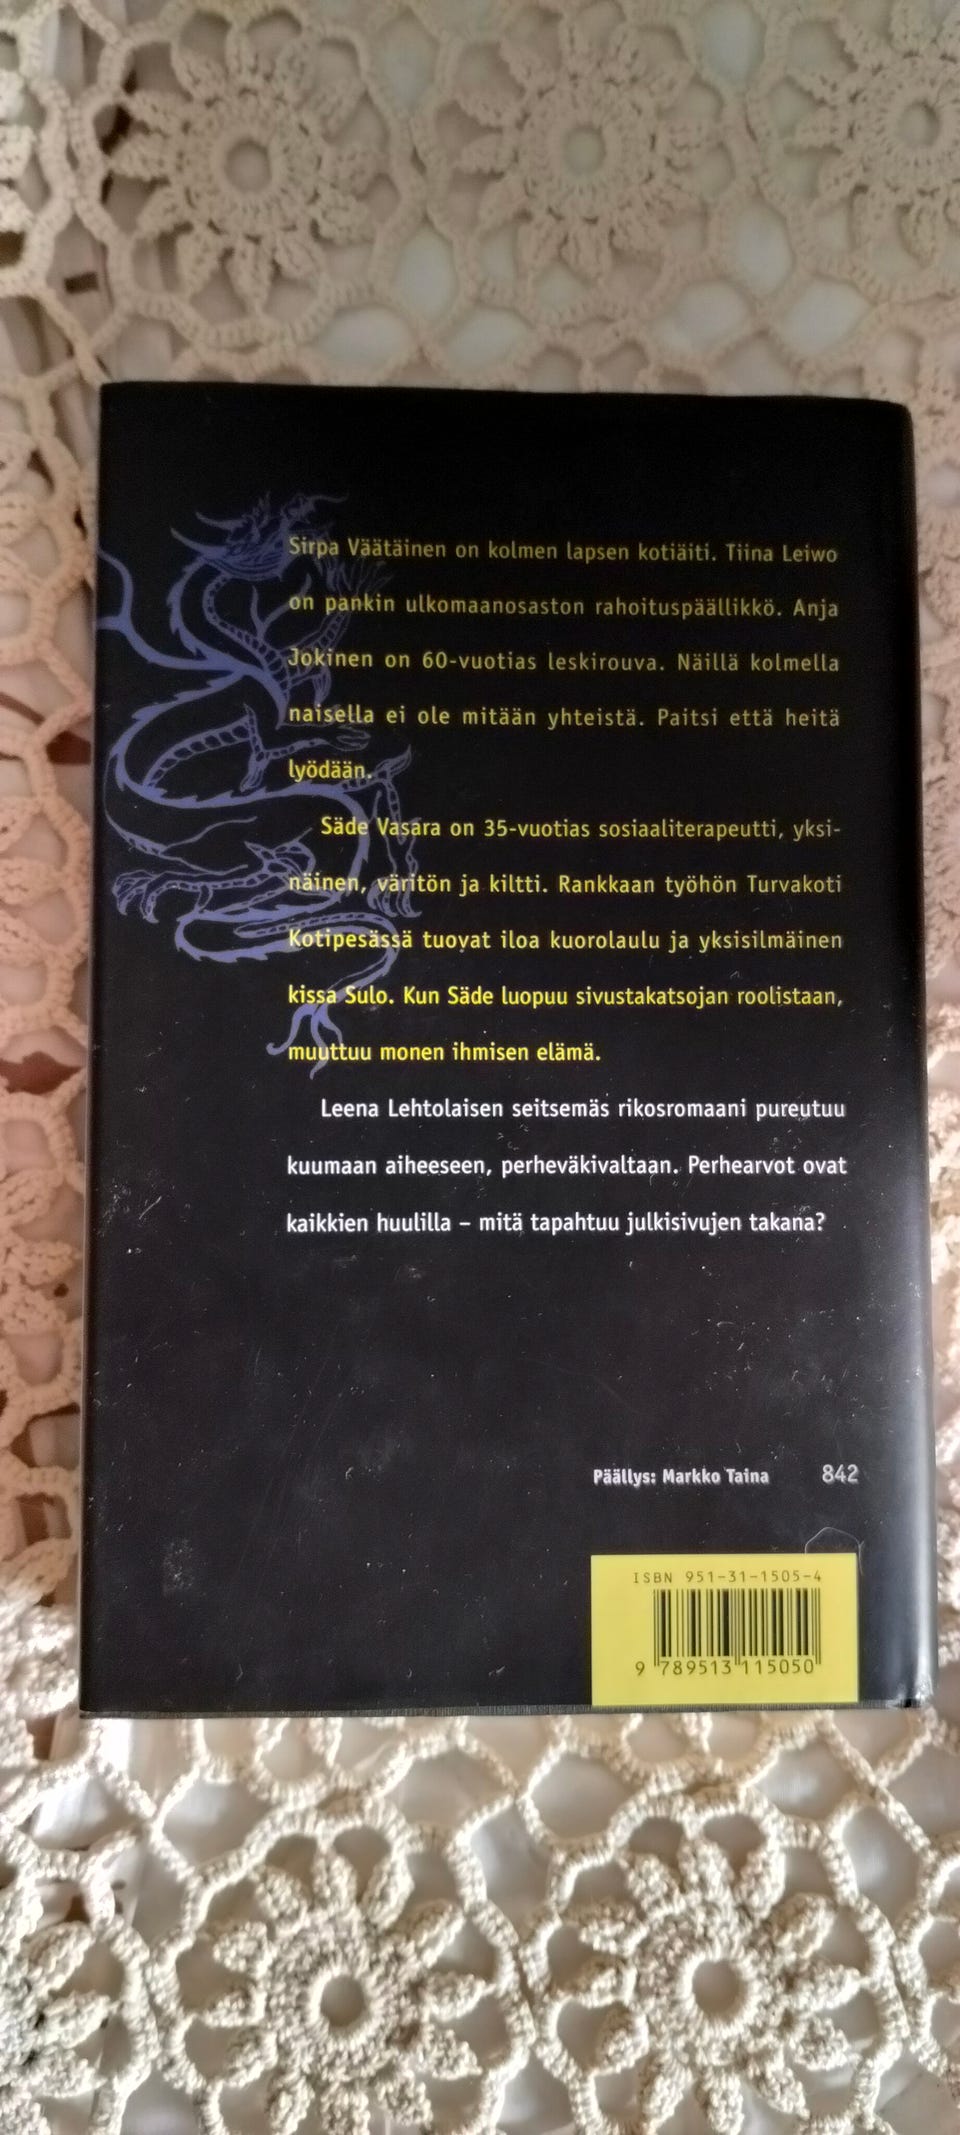 Sirpa Väätäinen on kolmen lapsen kotiäiti. Tiina Leiwo
on pankin ulkomaanosaston rahoituspäällikkö. Anja
Jokinen on 60-vuotias leskirouva. Näillä kolmella
naisella ei ole mitään yhteistä. Paitsi että heitä
lyödään.
Säde Vasara on 35-vuotias sosiaaliterapeutti, yksi-
näinen, väritön ja kiltti. Rankkaan työhön Turvakoti
Kotipesässä tuovat iloa kuorolaulu ja yksisilmäinen
kissa Sulo. Kun Säde luopuu sivustakatsojan roolistaan,
muuttuu monen ihmisen elämä.
Leena Lehtolaisen seitsemäs rikosromaani pureutuu
kuumaan aiheeseen, perheväkivaltaan. Perhearvot ovat
kaikkien huulilla – mitä tapahtuu julkisivujen takana?
Päällys: Markko Taina 842
ISBN 951-31-1505-4
9 789513 115050